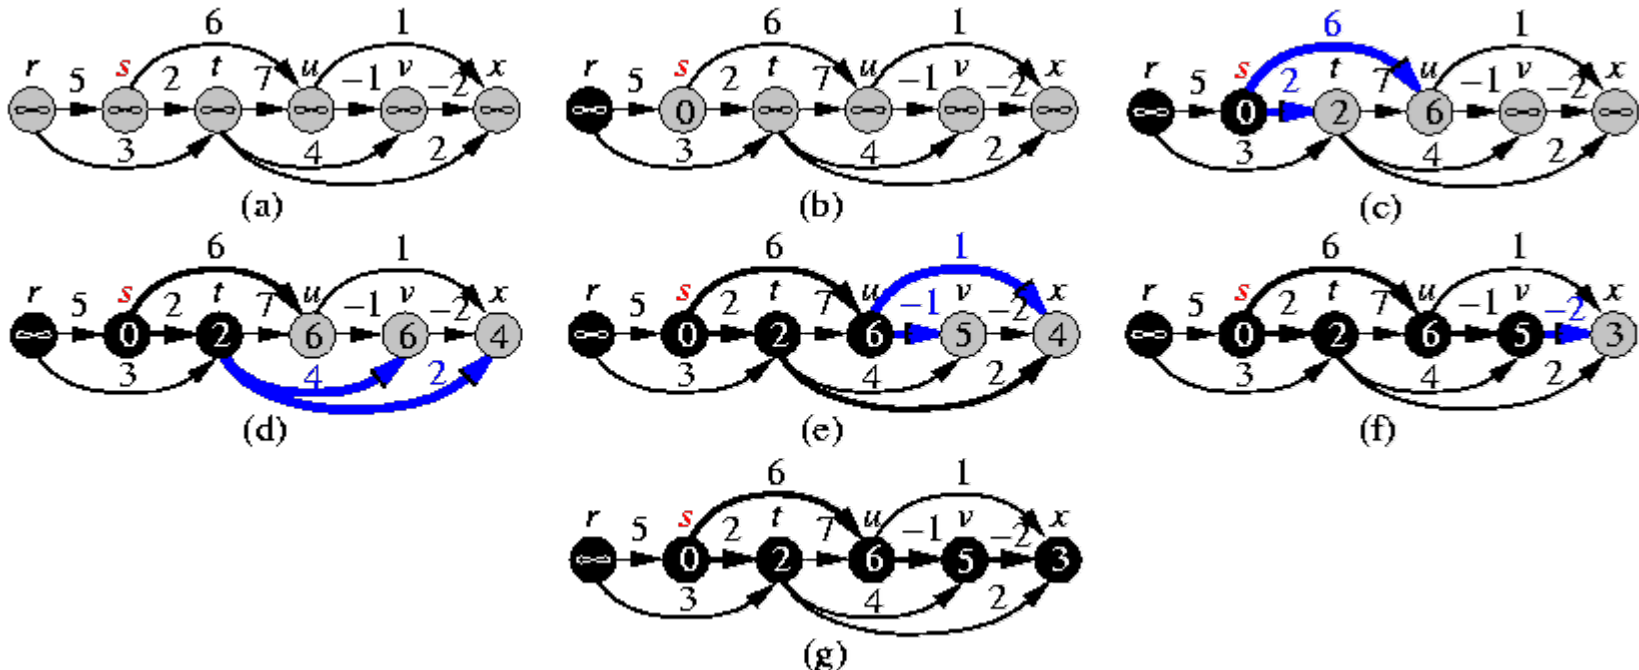 6 1
r s t u v x
5 2 7 −1 −2
∞ ∞ ∞ ∞ ∞ ∞
3 4 2
(a)
6 1
r s t u v x
5 2 7 −1 −2
∞ 0 ∞ ∞ ∞ ∞
3 4 2
(b)
6 1
r s t u v x
5 2 7 −1 −2
∞ 0 2 6 ∞ ∞
3 4 2
(c)
6 1
r s t u v x
5 2 7 −1 −2
∞ 0 2 6 6 4
3 4 2
(d)
6 1
r s t u v x
5 2 7 −1 −2
∞ 0 2 6 5 4
3 4 2
(e)
6 1
r s t u v x
5 2 7 −1 −2
∞ 0 2 6 5 3
3 4 2
(f)
6 1
r s t u v x
5 2 7 −1 −2
∞ 0 2 6 5 3
3 4 2
(g)